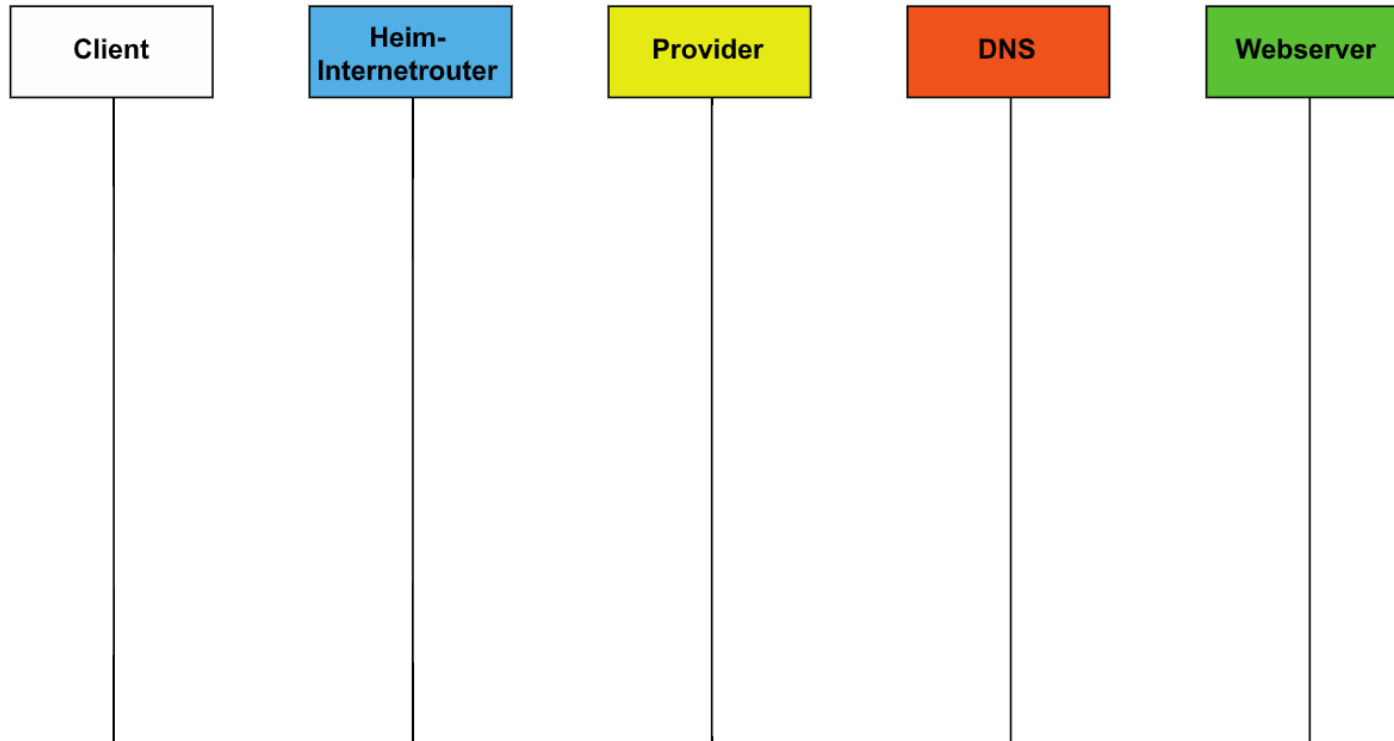 Client
Heim-
Internetrouter
Provider
DNS
Webserver